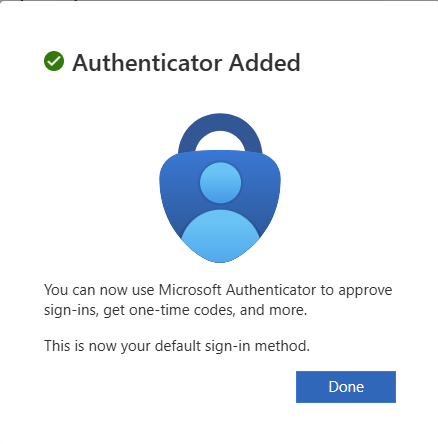 Authenticator Added
You can now use Microsoft Authenticator to approve
sign-ins, get one-time codes, and more.
This is now your default sign-in method.
Done